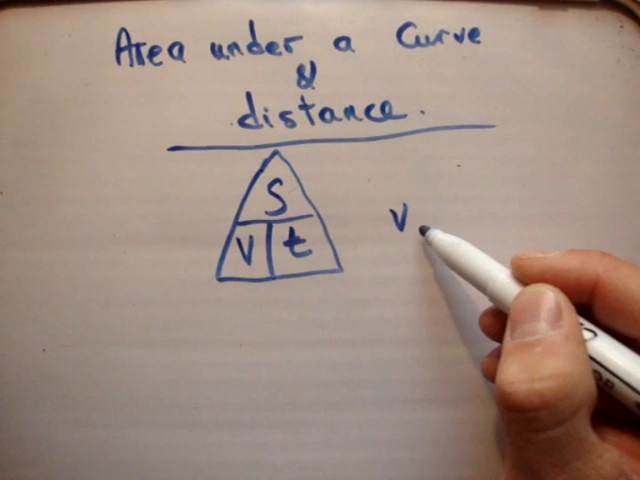 Area under a Curve
&
distance.
S
V t
V